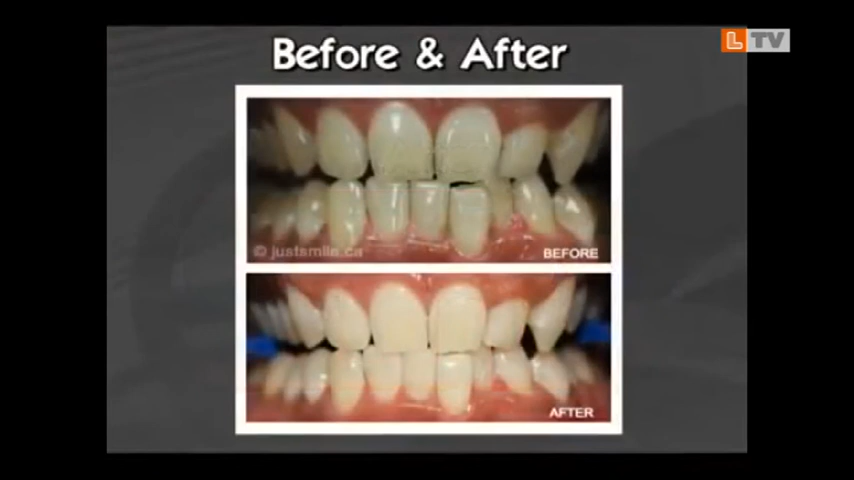 Before & After
L TV
© justsmile.ca
BEFORE
AFTER